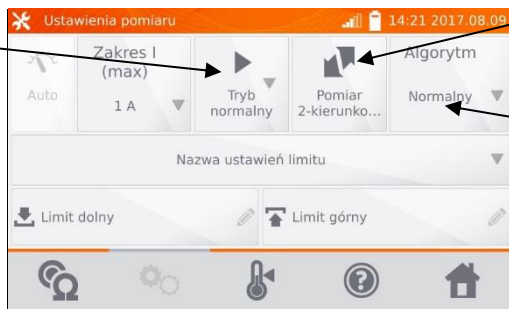 Ustawienia pomiaru
14:21 2017.08.09
Auto
Zakres I
(max)
1 A
Tryb
normalny
Pomiar
2-kierunko...
Algorytm
Normalny
Nazwa ustawień limitu
Limit dolny
Limit górny